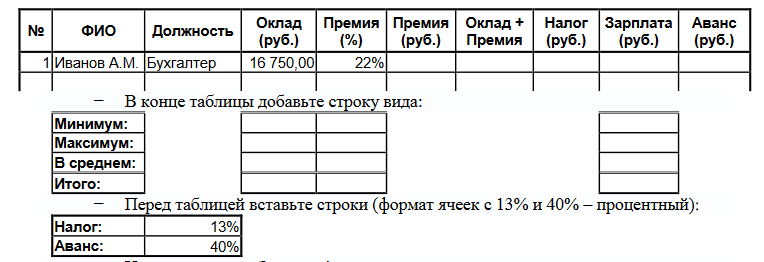 № ФИО Должность Оклад (руб.) Премия (%) Премия (руб.) Оклад + Премия Налог (руб.) Зарплата (руб.) Аванс (руб.)
1 Иванов А.М. Бухгалтер 16 750,00 22%
− В конце таблицы добавьте строку вида:
Минимум:
Максимум:
В среднем:
Итого:
− Перед таблицей вставьте строки (формат ячеек с 13% и 40% – процентный):
Налог: 13%
Аванс: 40%